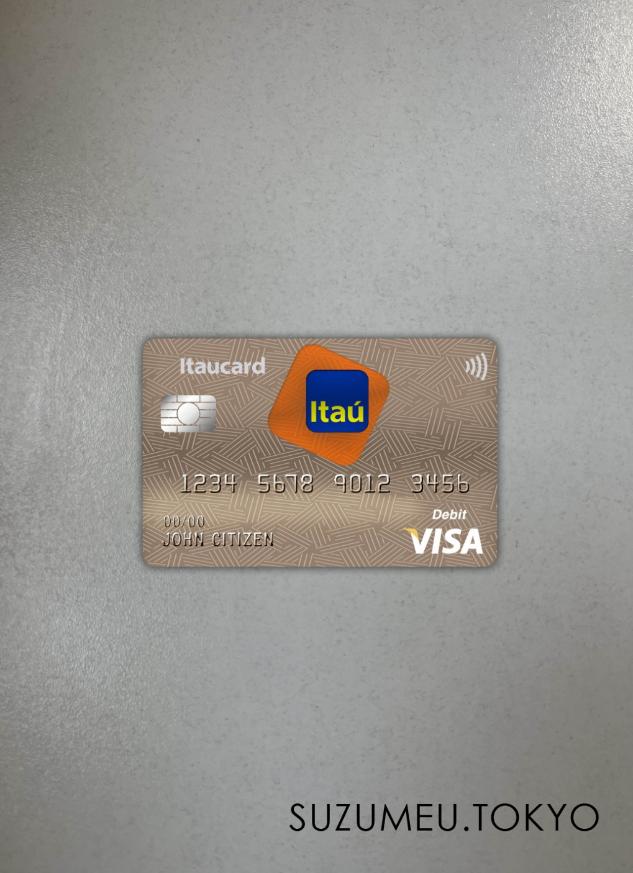 Itaucard
Itaú
1234 5678 9012 3456
00/00
JOHN CITIZEN
Debit
VISA
SUZUMEU.TOKYO